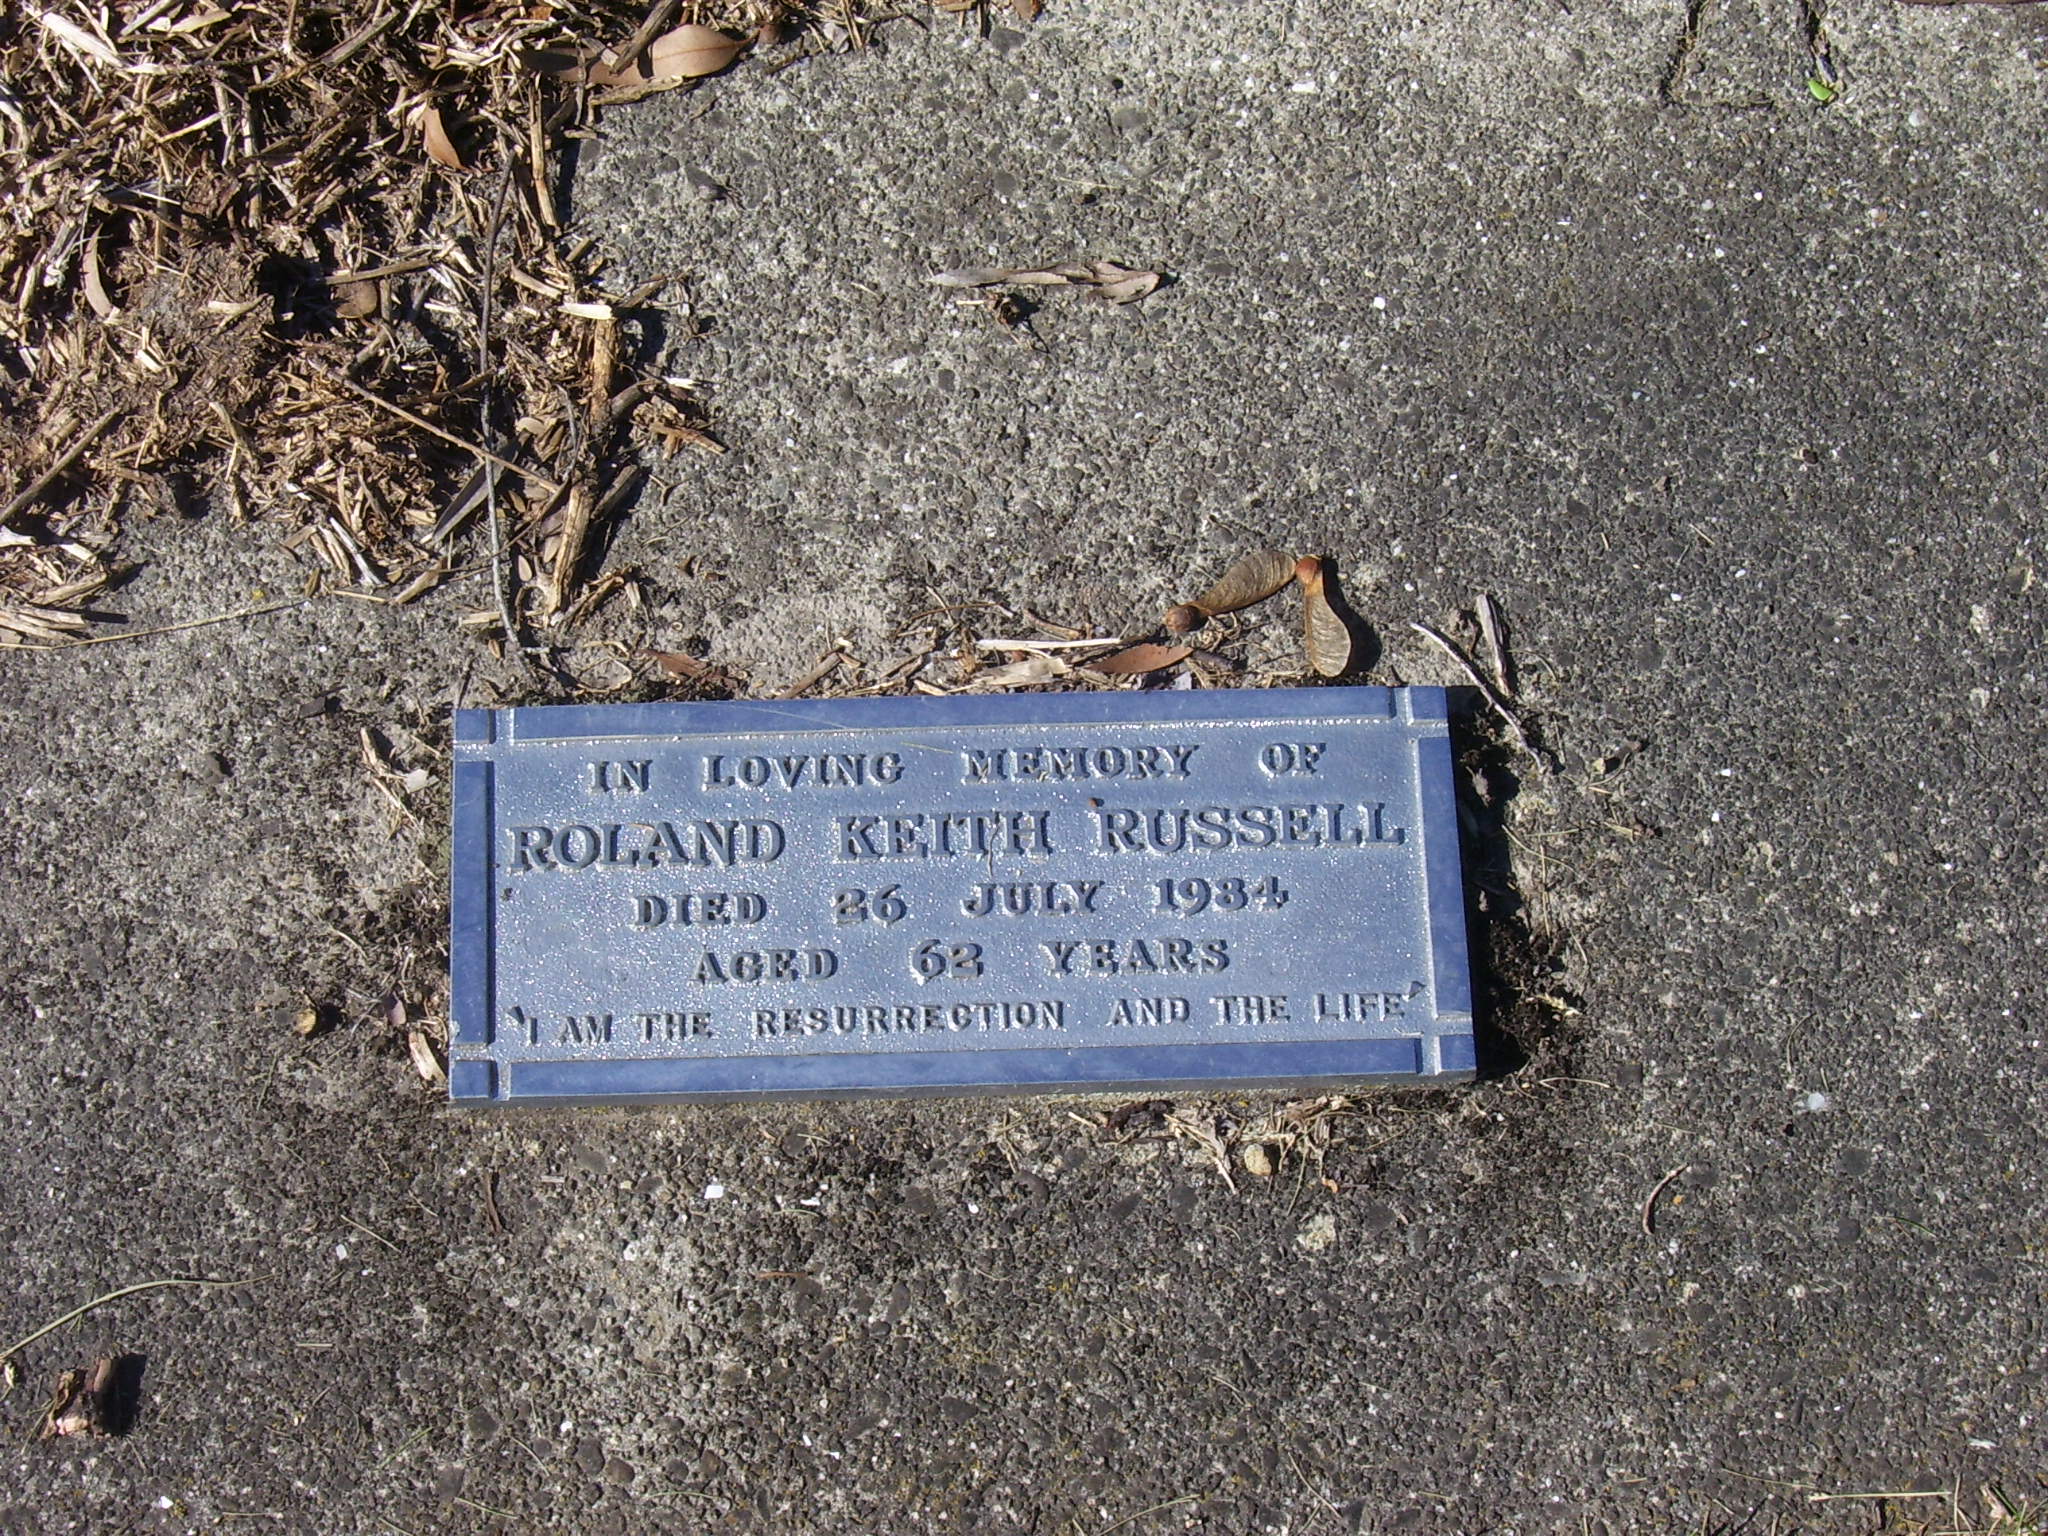 IN LOVING MEMORY OF
ROLAND KEITH RUSSELL
DIED 26 JULY 1984
AGED 62 YEARS
'I AM THE RESURRECTION AND THE LIFE'